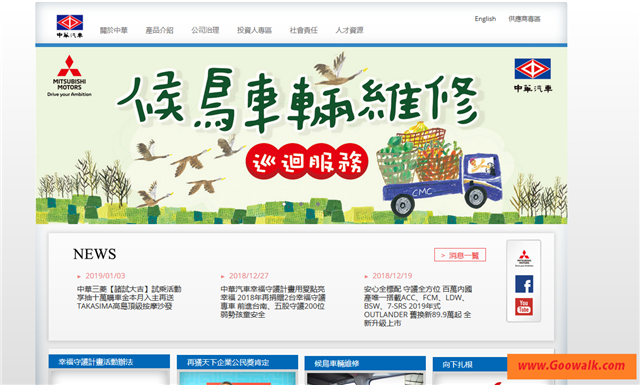 English 供應商專區
中華汽車 關於中華 產品介紹 公司治理 投資人專區 社會責任 人才資源
MITSUBISHI
MOTORS
Drive your Ambition
中華汽車
候鳥車輛維修
巡迴服務
CMC
NEWS
> 消息一覽
2019/01/03
中華三菱【諸試大吉】試乘活動
享抽十萬購車金本月入主再送
TAKASIMA高島頂級按摩沙發
2018/12/27
中華汽車幸福守護計畫用愛點亮
幸福 2018年再捐贈2台幸福守護
專車 前進台南、五股守護200位
弱勢孩童安全
2018/12/19
安心全標配 守護全方位 百萬內國
產唯一搭載ACC、FCM、LDW、
BSW、7-SRS 2019年式
OUTLANDER 舊換新89.9萬起 全
新升級上市
You
Tube
幸福守護計畫活動辦法
再獲天下企業公民獎肯定
候鳥車輛維修
向下扎根
www.Goowalk.com